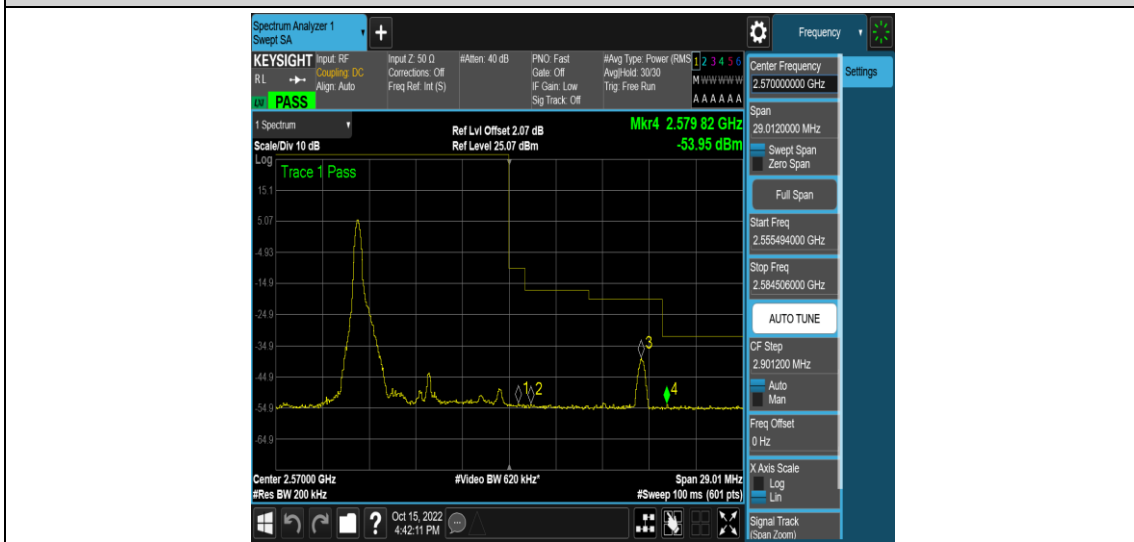 Spectrum Analyzer 1
Swept SA
+
Frequency
KEYSIGHT
RL
PASS
Input: RF
Coupling: DC
Align: Auto
Input Z: 50 Ω
Corrections: Off
Freq Ref: Int (S)
#Atten: 40 dB
PNO: Fast
Gate: Off
IF Gain: Low
Sig Track: Off
#Avg Type: Power (RMS
Avg|Hold: 30/30
Trig: Free Run
1 2 3 4 5 6
M W W W W W
A A A A A A
1 Spectrum
Scale/Div 10 dB
Ref Lvl Offset 2.07 dB
Ref Level 25.07 dBm
Mkr4 2.579 82 GHz
-53.95 dBm
Log
Trace 1 Pass
15.1
5.07
-4.93
-14.9
-24.9
-34.9
-44.9
-54.9
-64.9
1
2
3
4
Center 2.57000 GHz
#Video BW 620 kHz*
Span 29.01 MHz
#Res BW 200 kHz
#Sweep 100 ms (601 pts)
?
Oct 15, 2022
4:42:11 PM
Center Frequency
2.570000000 GHz
Settings
Span
29.0120000 MHz
Swept Span
Zero Span
Full Span
Start Freq
2.555494000 GHz
Stop Freq
2.584506000 GHz
AUTO TUNE
CF Step
2.901200 MHz
Auto
Man
Freq Offset
0 Hz
X Axis Scale
Log
Lin
Signal Track
(Span Zoom)